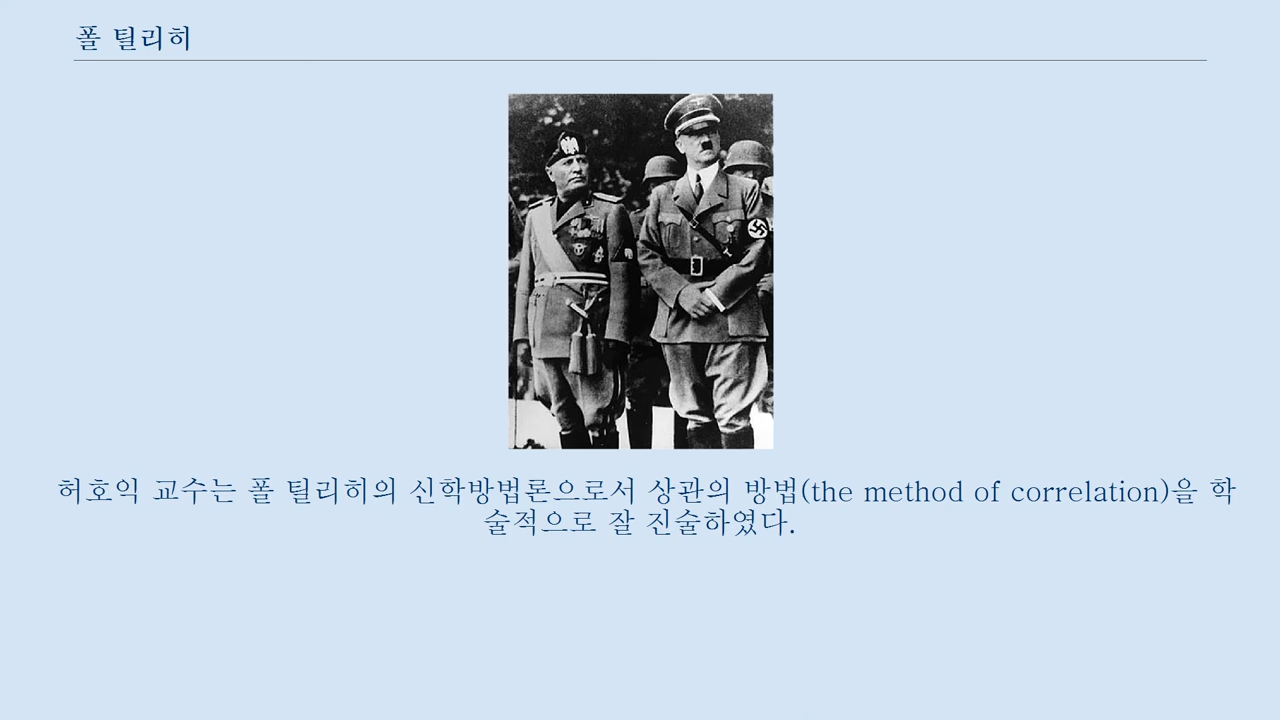 폴 틸리히
허호익 교수는 폴 틸리히의 신학방법론으로서 상관의 방법(the method of correlation)을 학
술적으로 잘 진술하였다.